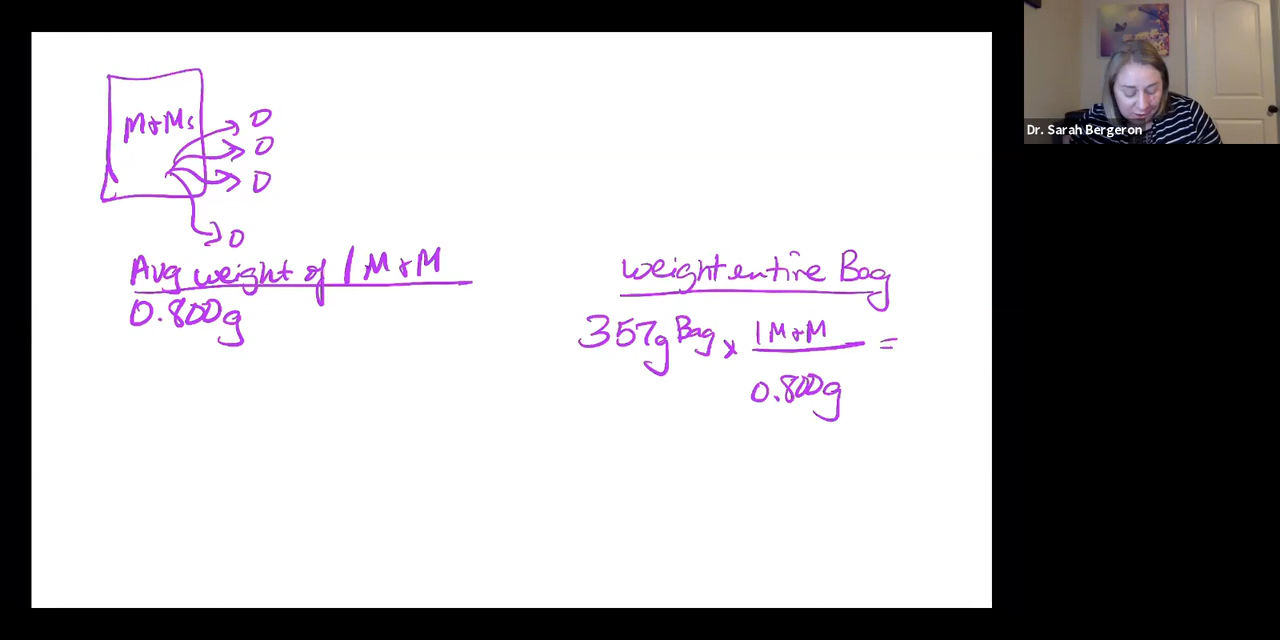 M+Ms
Avg weight of 1 M+M
0.800g
weight entire Bag
357g Bag x 1 M+M =
0.800g
Dr. Sarah Bergeron